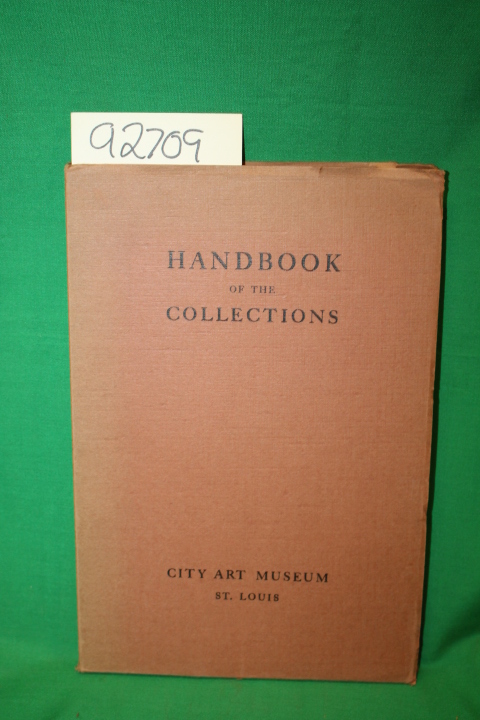 92709
HANDBOOK
OF THE
COLLECTIONS
CITY ART MUSEUM
ST. LOUIS